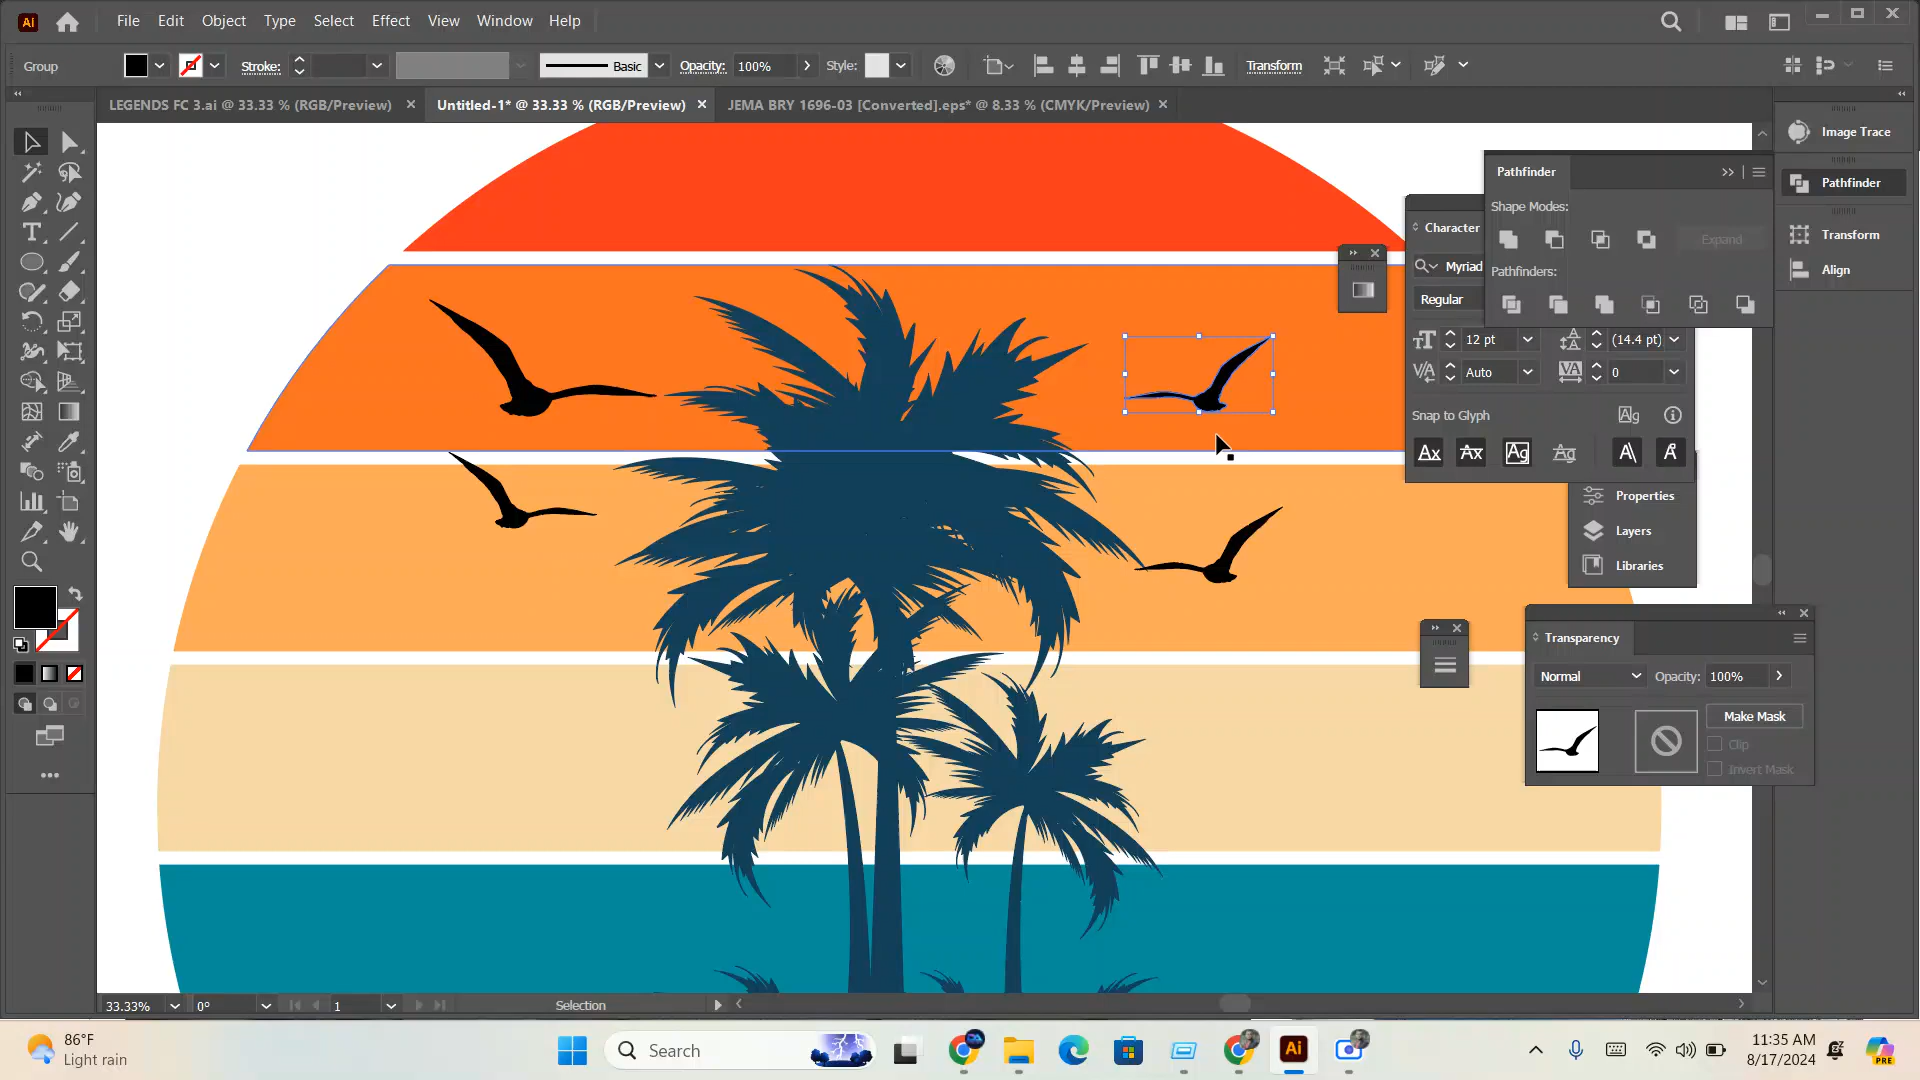 Ai File Edit Object Type Select Effect View Window Help
Group Stroke: Basic Opacity: 100% Style: Transform
LEGENDS FC 3.ai @ 33.33 % (RGB/Preview) Untitled-1* @ 33.33 % (RGB/Preview) JEMA BRY 1696-03 [Converted].eps* @ 8.33 % (CMYK/Preview)
Image Trace
Pathfinder
Transform
Align
Pathfinder
Shape Modes:
Expand
Pathfinders:
Character
Myriad
Regular
12 pt (14.4 pt)
Auto 0
Snap to Glyph
Properties
Layers
Libraries
Transparency
Normal Opacity: 100%
Make Mask
Clip
Invert Mask
33.33% 0° 1 Selection
86°F
Light rain
Search
Ai
PRE
11:35 AM
8/17/2024